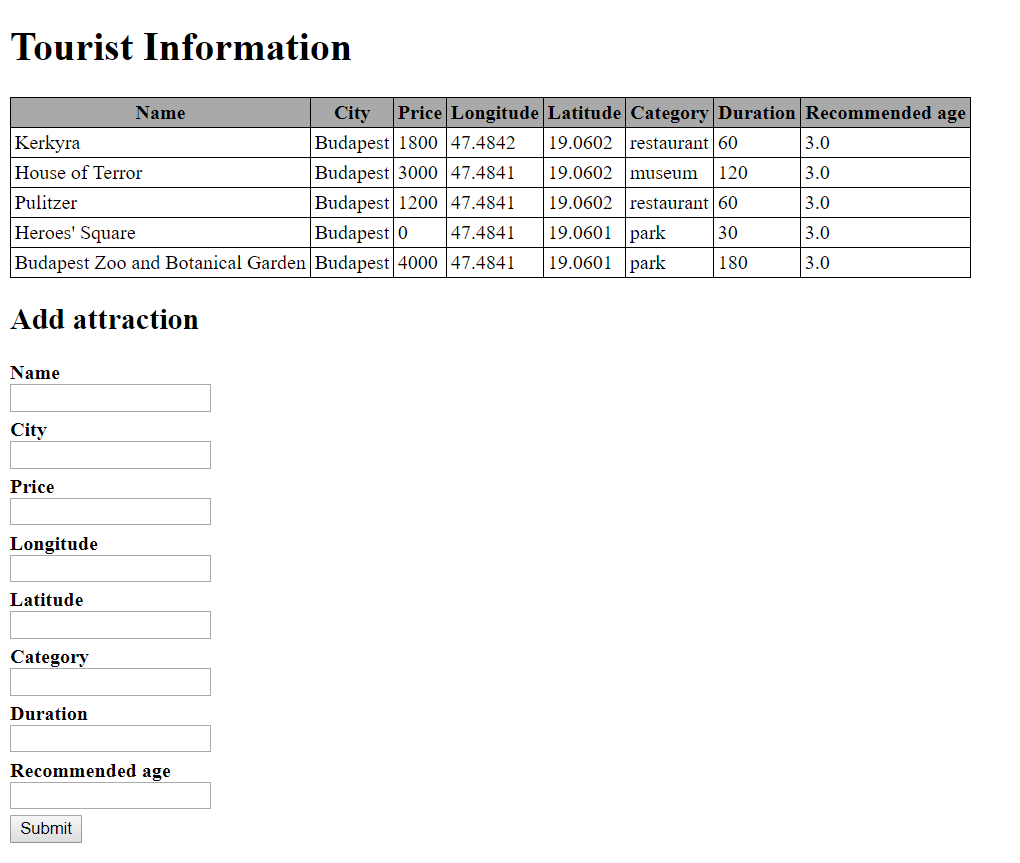 Tourist Information
Name City Price Longitude Latitude Category Duration Recommended age
Kerkyra Budapest 1800 47.4842 19.0602 restaurant 60 3.0
House of Terror Budapest 3000 47.4841 19.0602 museum 120 3.0
Pulitzer Budapest 1200 47.4841 19.0602 restaurant 60 3.0
Heroes' Square Budapest 0 47.4841 19.0601 park 30 3.0
Budapest Zoo and Botanical Garden Budapest 4000 47.4841 19.0601 park 180 3.0
Add attraction
Name
City
Price
Longitude
Latitude
Category
Duration
Recommended age
Submit